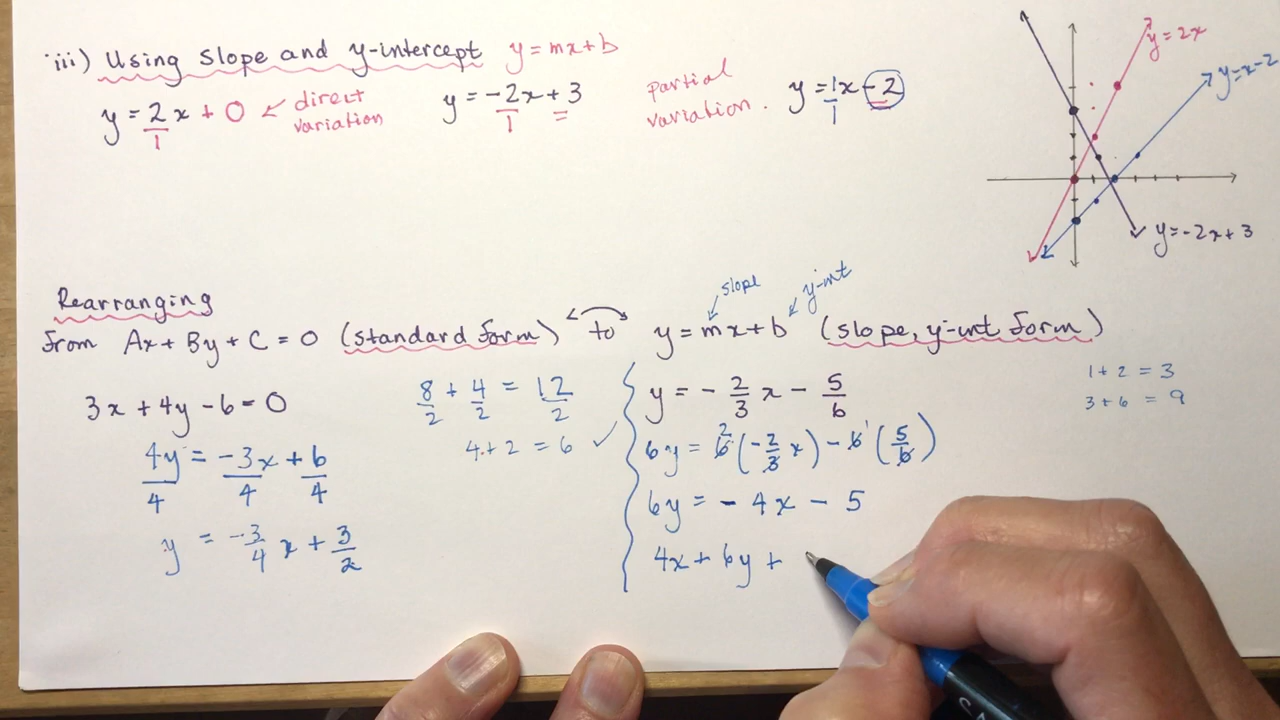 iii) Using Slope and y-intercept y = mx + b
y = 2/1 x + 0 ← direct variation
y = -2/1 x + 3
partial variation.
y = 1/1 x - 2
y = 2x
y = x - 2
y = -2x + 3
Rearranging
slope y-int
From Ax + By + C = 0 (standard form) to y = mx + b (slope, y-int form)
3x + 4y - 6 = 0
4y/4 = -3x/4 + 6/4
y = -3/4 x + 3/2
8/2 + 4/2 = 12/2
4 + 2 = 6 ✓
y = - 2/3 x - 5/6
6y = 6 2 (-2/3 x) - 6 1 (5/6)
6y = - 4x - 5
4x + 6y +
1 + 2 = 3
3 + 6 = 9